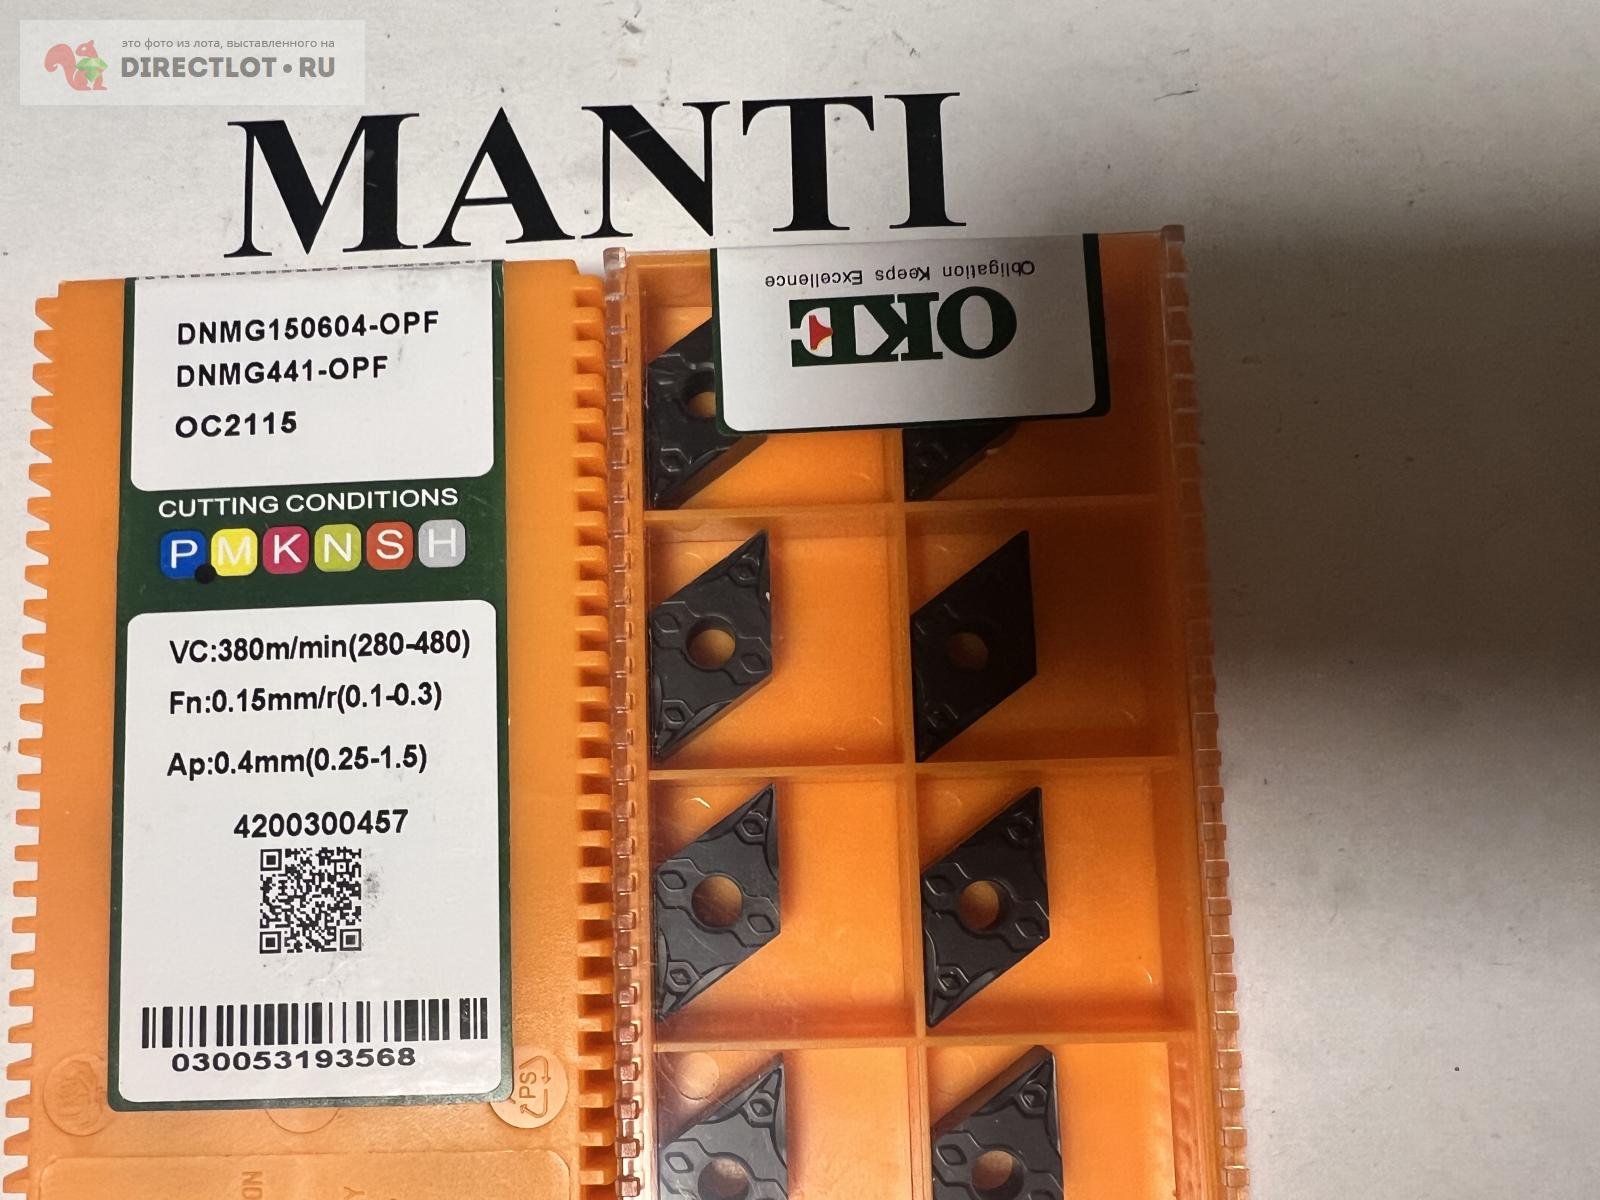 это фото из лота, выставленного на
DIRECTLOT•RU
MANTI
DNMG150604-OPF
DNMG441-OPF
OC2115
CUTTING CONDITIONS
P M K N S H
VC:380m/min(280-480)
Fn:0.15mm/r(0.1-0.3)
Ap:0.4mm(0.25-1.5)
4200300457
030053193568
PS
OKE
Obligation Keeps Excellence